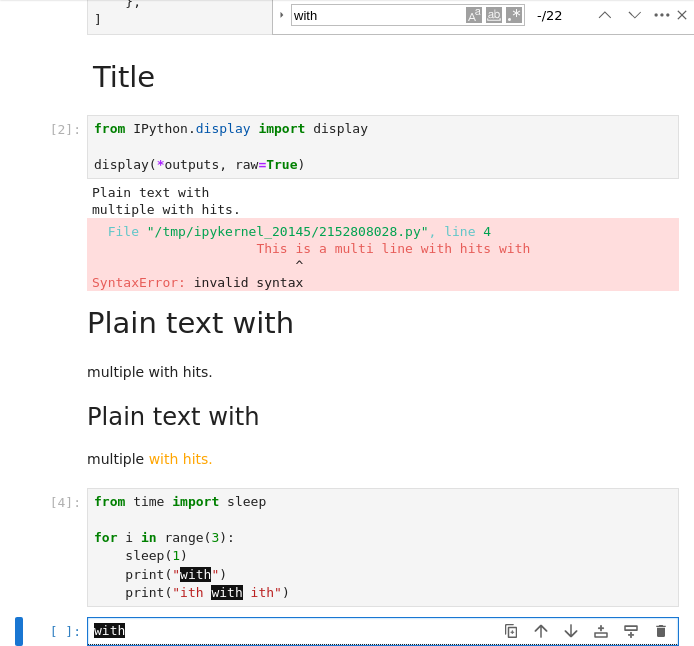 },
]
with
-/22
Title
[2]:
from IPython.display import display
display(*outputs, raw=True)
Plain text with
multiple with hits.
File "/tmp/ipykernel_20145/2152808028.py", line 4
This is a multi line with hits with
^
SyntaxError: invalid syntax
Plain text with
multiple with hits.
Plain text with
multiple with hits.
[4]:
from time import sleep
for i in range(3):
sleep(1)
print("with")
print("ith with ith")
[ ]:
with